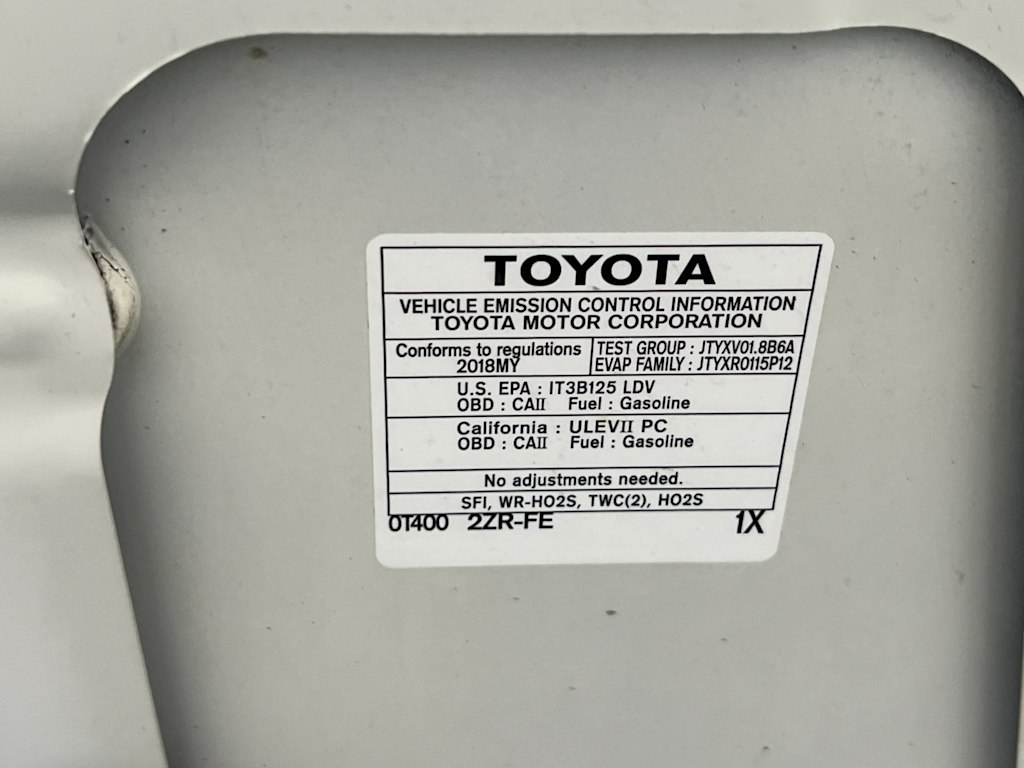 TOYOTA
VEHICLE EMISSION CONTROL INFORMATION
TOYOTA MOTOR CORPORATION
Conforms to regulations
2018MY
TEST GROUP : JTYXV01.8B6A
EVAP FAMILY : JTYXR0115P12
U.S. EPA : IT3B125 LDV
OBD : CAII Fuel : Gasoline
California : ULEVII PC
OBD : CAII Fuel : Gasoline
No adjustments needed.
SFI, WR-HO2S, TWC(2), HO2S
0T400 2ZR-FE 1X